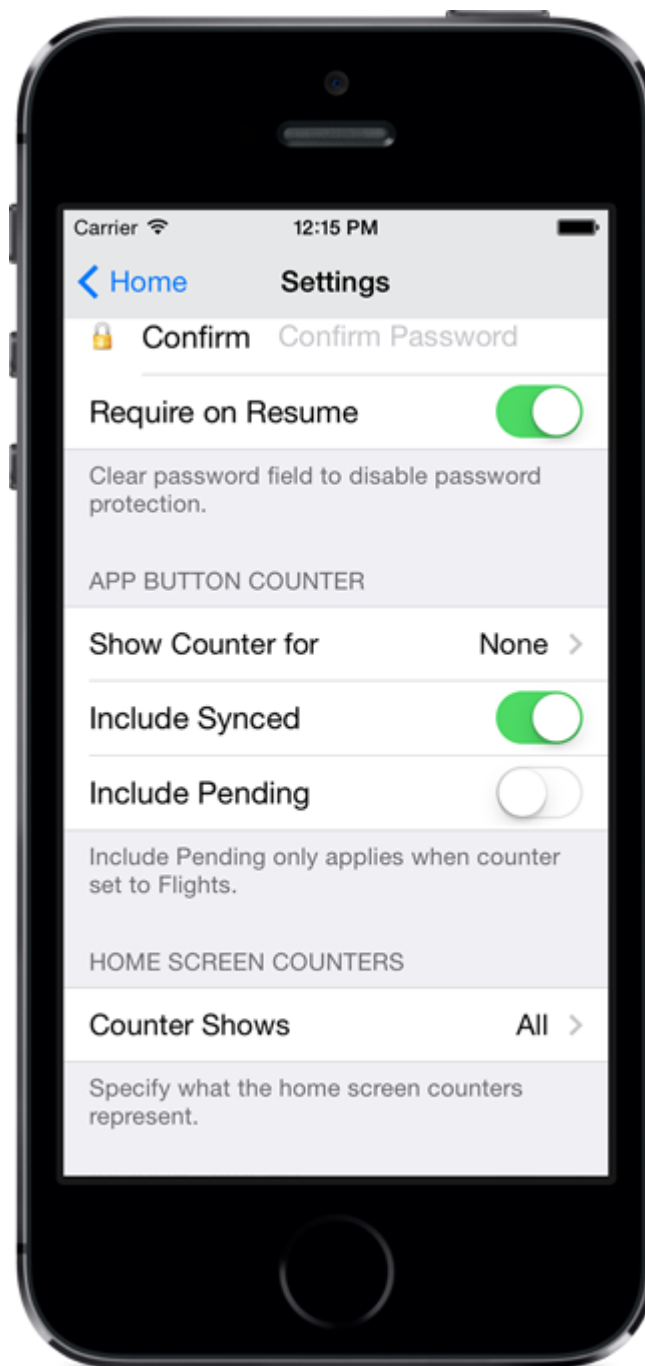 Carrier 12:15 PM
Home Settings
Confirm Confirm Password
Require on Resume
Clear password field to disable password
protection.
APP BUTTON COUNTER
Show Counter for None
Include Synced
Include Pending
Include Pending only applies when counter
set to Flights.
HOME SCREEN COUNTERS
Counter Shows All
Specify what the home screen counters
represent.